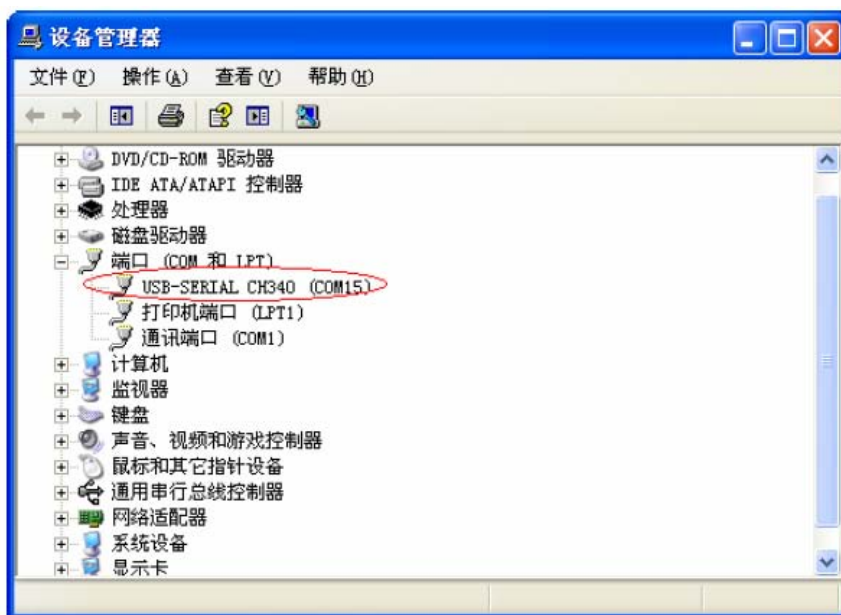 设备管理器
文件(F) 操作(A) 查看(V) 帮助(H)
DVD/CD-ROM 驱动器
IDE ATA/ATAPI 控制器
处理器
磁盘驱动器
端口 (COM 和 LPT)
USB-SERIAL CH340 (COM15)
打印机端口 (LPT1)
通讯端口 (COM1)
计算机
监视器
键盘
声音、视频和游戏控制器
鼠标和其它指针设备
通用串行总线控制器
网络适配器
系统设备
显示卡